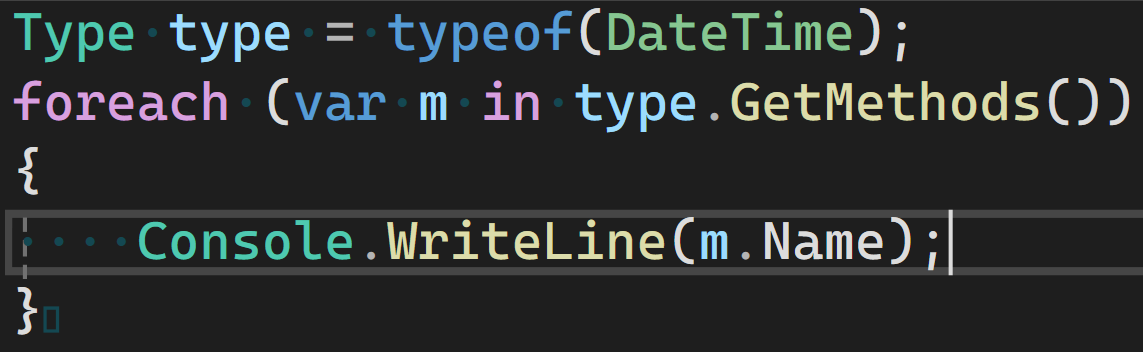 Type type = typeof(DateTime);
foreach (var m in type.GetMethods())
{
    Console.WriteLine(m.Name);
}